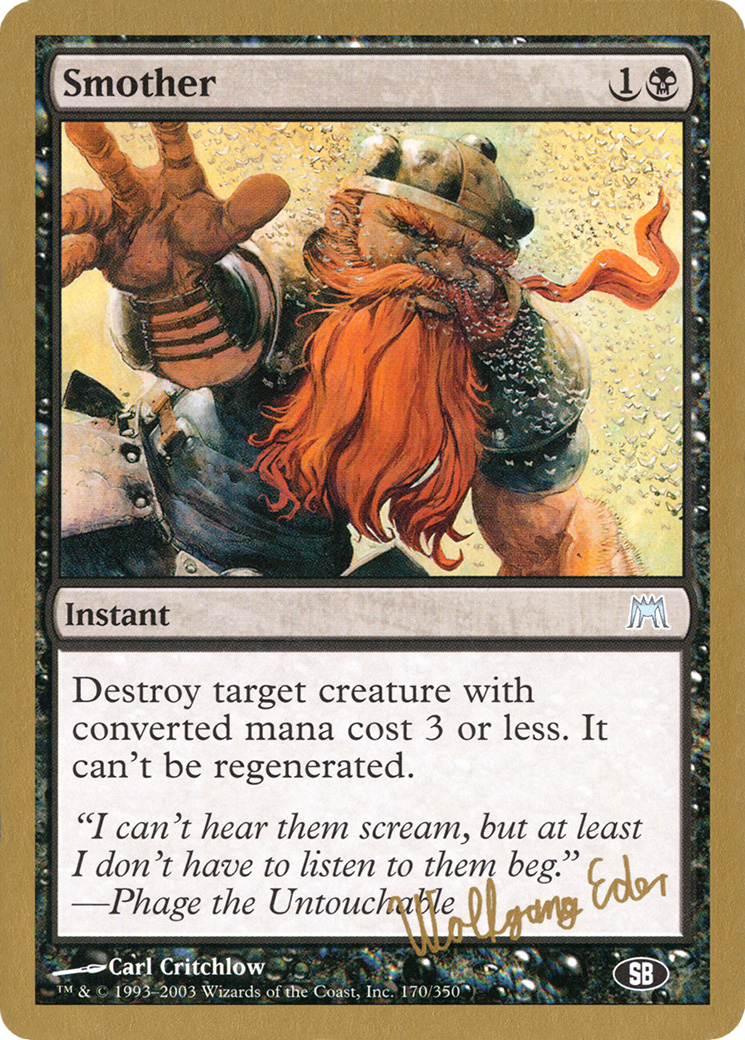 Smother 1
Instant
Destroy target creature with
converted mana cost 3 or less. It
can't be regenerated.
"I can't hear them scream, but at least
I don't have to listen to them beg."
—Phage the Untouchable
Wolfgang Eder
Carl Critchlow
SB
™ & © 1993–2003 Wizards of the Coast, Inc. 170/350